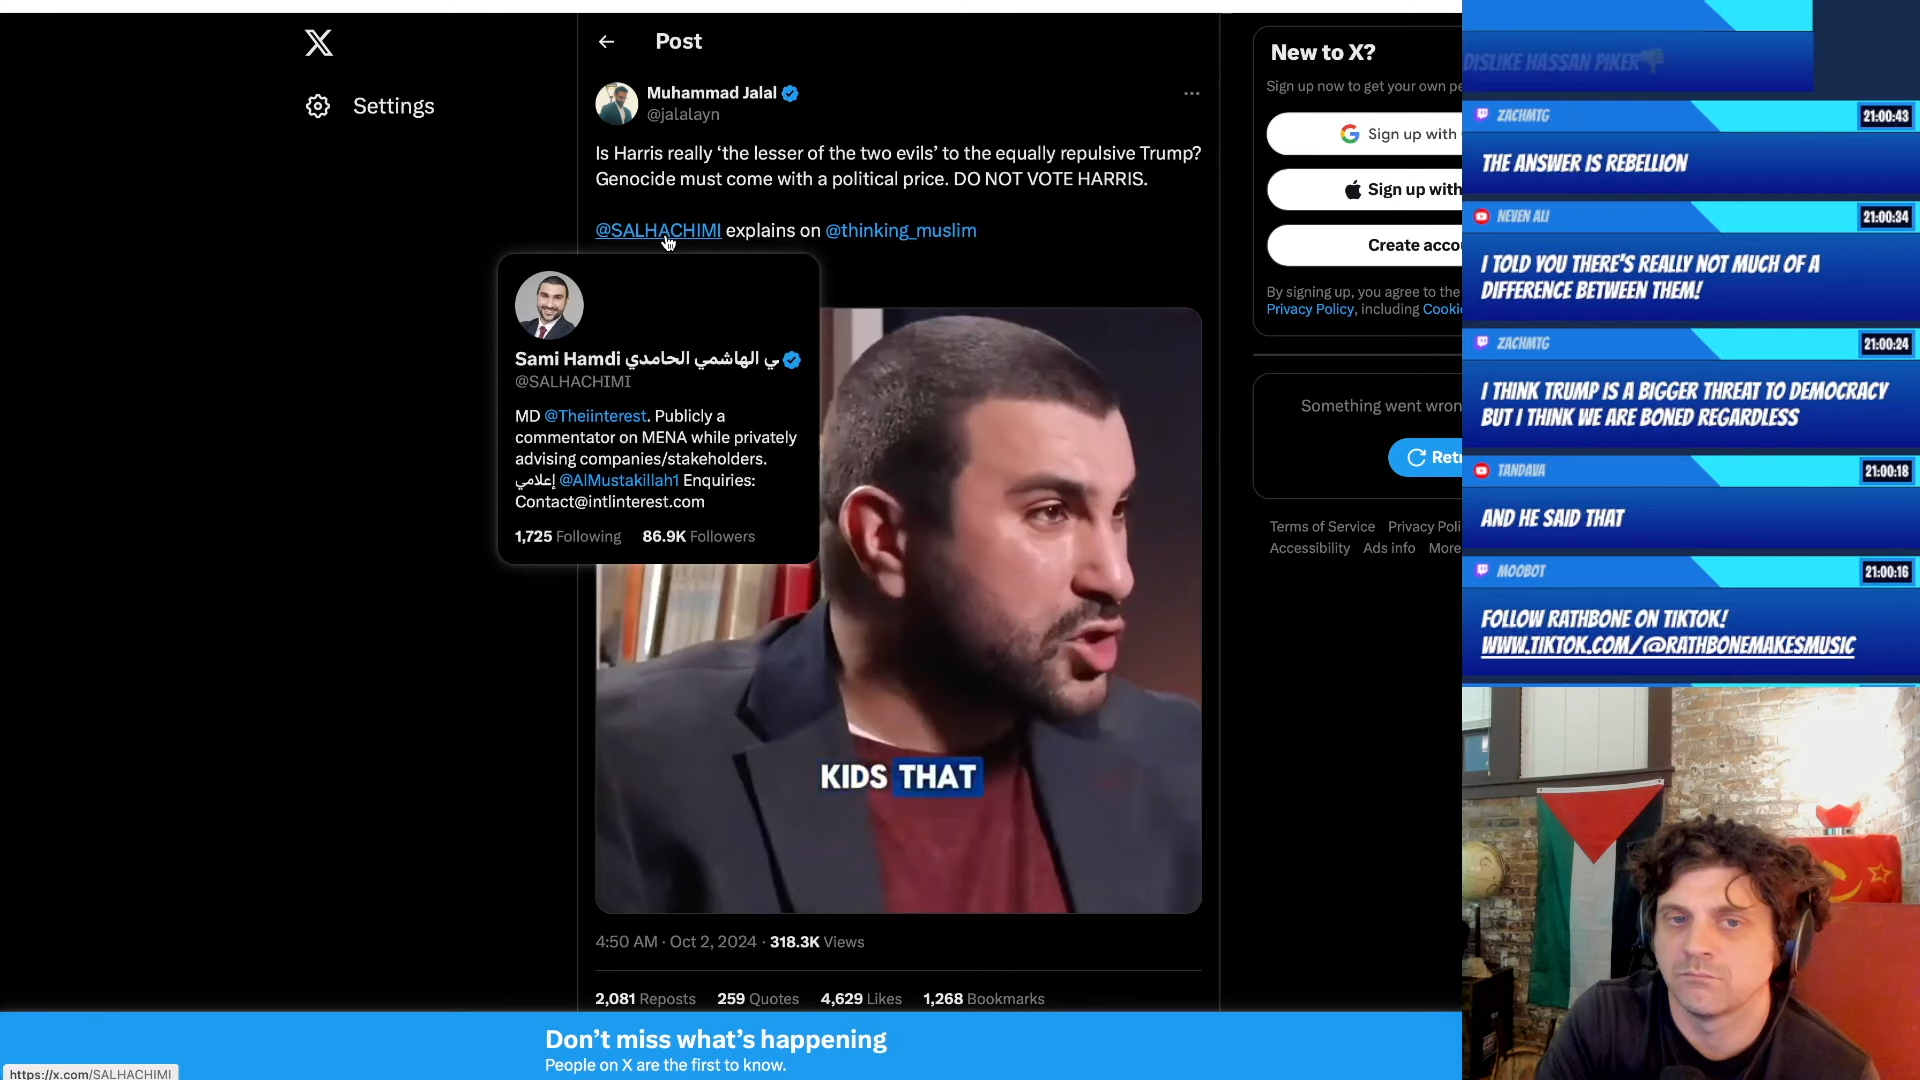 Post
Settings
Muhammad Jalal
@jalalayn
Is Harris really ‘the lesser of the two evils’ to the equally repulsive Trump?
Genocide must come with a political price. DO NOT VOTE HARRIS.
@SALHACHIMI explains on @thinking_muslim
Sami Hamdi ي الهاشمي الحامدي
@SALHACHIMI
MD @Theiinterest. Publicly a
commentator on MENA while privately
advising companies/stakeholders.
إعلامي @AlMustakillah1 Enquiries:
Contact@intlinterest.com
1,725 Following 86.9K Followers
KIDS THAT
4:50 AM · Oct 2, 2024 · 318.3K Views
2,081 Reposts 259 Quotes 4,629 Likes 1,268 Bookmarks
Don’t miss what’s happening
People on X are the first to know.
https://x.com/SALHACHIMI
New to X?
Sign up now to get your own pe
Sign up with
Sign up with
Create acco
By signing up, you agree to the
Privacy Policy, including Cooki
Something went wron
Retr
Terms of Service Privacy Poli
Accessibility Ads info More
DISLIKE HASSAN PIKER
ZACHMTG 21:00:43
THE ANSWER IS REBELLION
NEVEN ALI 21:00:34
I TOLD YOU THERE'S REALLY NOT MUCH OF A
DIFFERENCE BETWEEN THEM!
ZACHMTG 21:00:24
I THINK TRUMP IS A BIGGER THREAT TO DEMOCRACY
BUT I THINK WE ARE BONED REGARDLESS
TANDAVA 21:00:18
AND HE SAID THAT
MOOBOT 21:00:16
FOLLOW RATHBONE ON TIKTOK!
WWW.TIKTOK.COM/@RATHBONEMAKESMUSIC